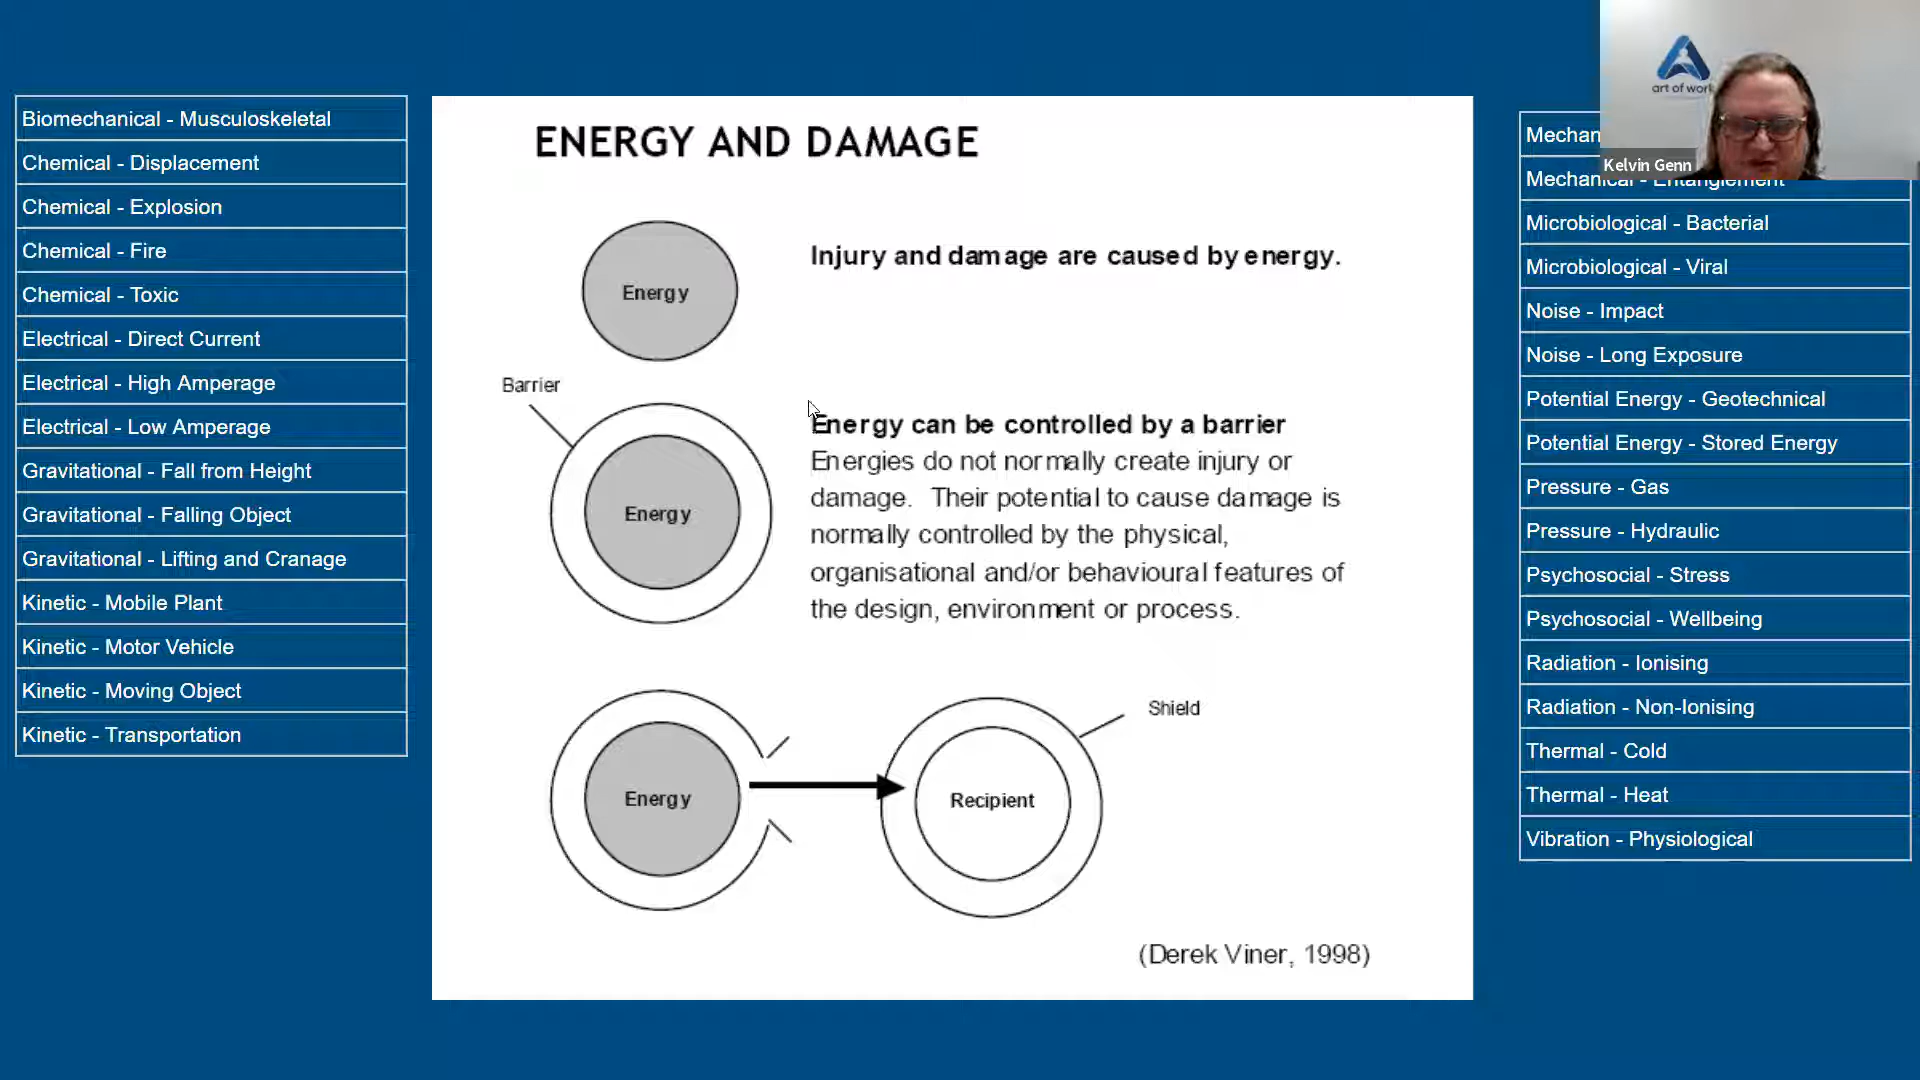 Biomechanical - Musculoskeletal
Chemical - Displacement
Chemical - Explosion
Chemical - Fire
Chemical - Toxic
Electrical - Direct Current
Electrical - High Amperage
Electrical - Low Amperage
Gravitational - Fall from Height
Gravitational - Falling Object
Gravitational - Lifting and Cranage
Kinetic - Mobile Plant
Kinetic - Motor Vehicle
Kinetic - Moving Object
Kinetic - Transportation
ENERGY AND DAMAGE
Energy
Injury and damage are caused by energy.
Barrier
Energy
Energy can be controlled by a barrier
Energies do not normally create injury or
damage. Their potential to cause damage is
normally controlled by the physical,
organisational and/or behavioural features of
the design, environment or process.
Energy
Recipient
Shield
(Derek Viner, 1998)
art of work
Kelvin Genn
Mechanical - Entanglement
Microbiological - Bacterial
Microbiological - Viral
Noise - Impact
Noise - Long Exposure
Potential Energy - Geotechnical
Potential Energy - Stored Energy
Pressure - Gas
Pressure - Hydraulic
Psychosocial - Stress
Psychosocial - Wellbeing
Radiation - Ionising
Radiation - Non-Ionising
Thermal - Cold
Thermal - Heat
Vibration - Physiological